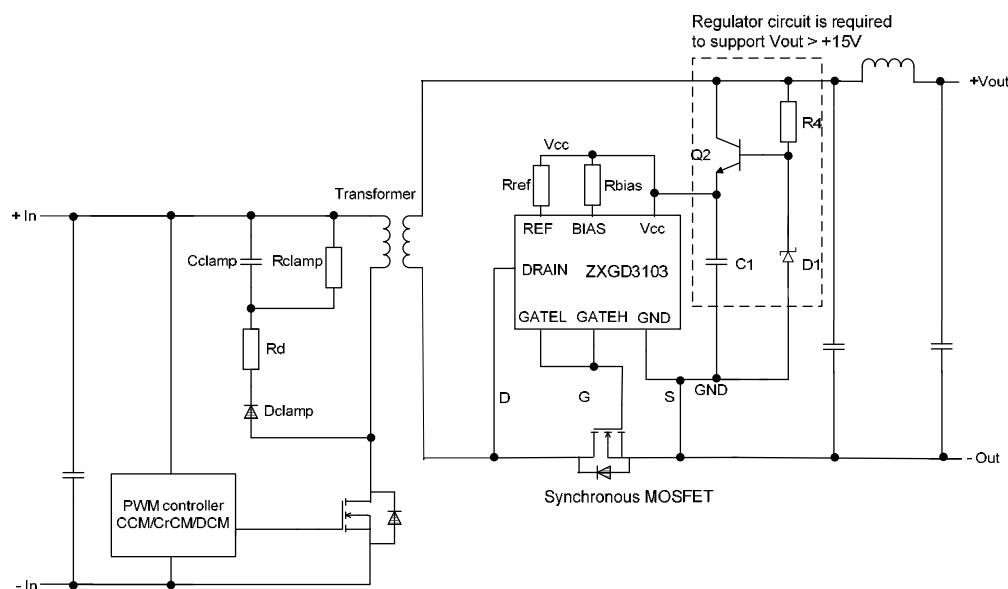 Regulator circuit is required
to support Vout > +15V
+Vout
R4
Q2
Vcc
Rref
Rbias
Transformer
+ In
REF
BIAS
Vcc
Cclamp
Rclamp
DRAIN
ZXGD3103
C1
D1
GATEL
GATEH
GND
Rd
D
G
S
GND
Dclamp
- Out
Synchronous MOSFET
PWM controller
CCM/CrCM/DCM
- In